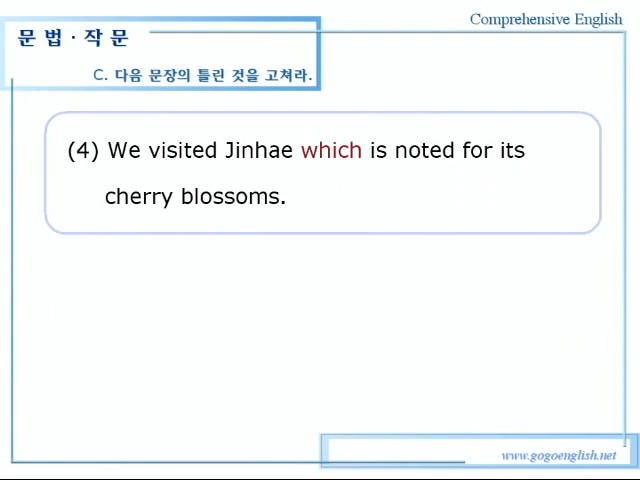 Comprehensive English
문 법 · 작 문
C. 다음 문장의 틀린 것을 고쳐라.
(4) We visited Jinhae which is noted for its
cherry blossoms.
www.gogoenglish.net